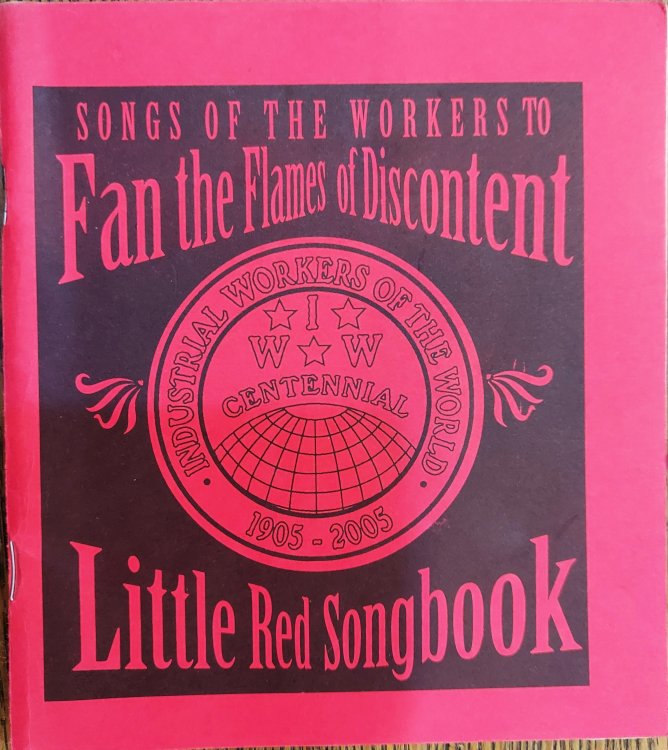 SONGS OF THE WORKERS TO
Fan the Flames of Discontent
INDUSTRIAL WORKERS OF THE WORLD
I
W W
CENTENNIAL
· 1905 - 2005 ·
Little Red Songbook